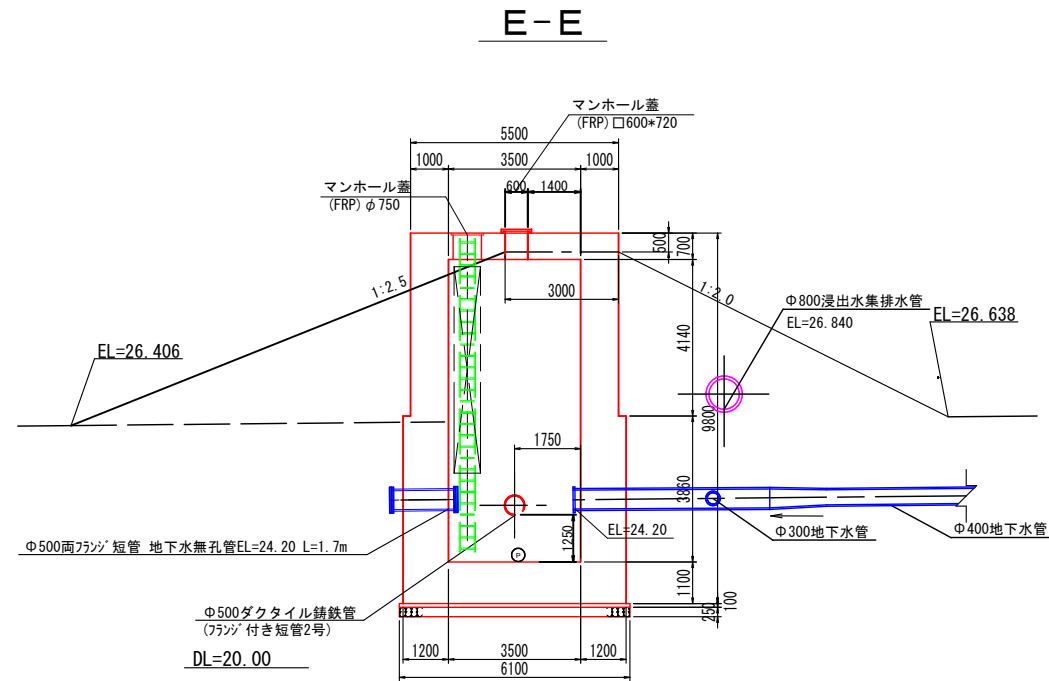 E-E
マンホール蓋
(FRP) □600*720
5500
1000
3500
1000
マンホール蓋
(FRP) φ750
600
1400
500
700
1:2.5
3000
1:2.0
Φ800浸出水集排水管
EL=26.840
EL=26.638
EL=26.406
4140
9800
1750
3860
Φ500両フランジ短管 地下水無孔管EL=24.20 L=1.7m
1250
EL=24.20
Φ300地下水管
Φ400地下水管
P
1100
100
250
Φ500ダクタイル鋳鉄管
(フランジ付き短管2号)
DL=20.00
1200
3500
1200
6100